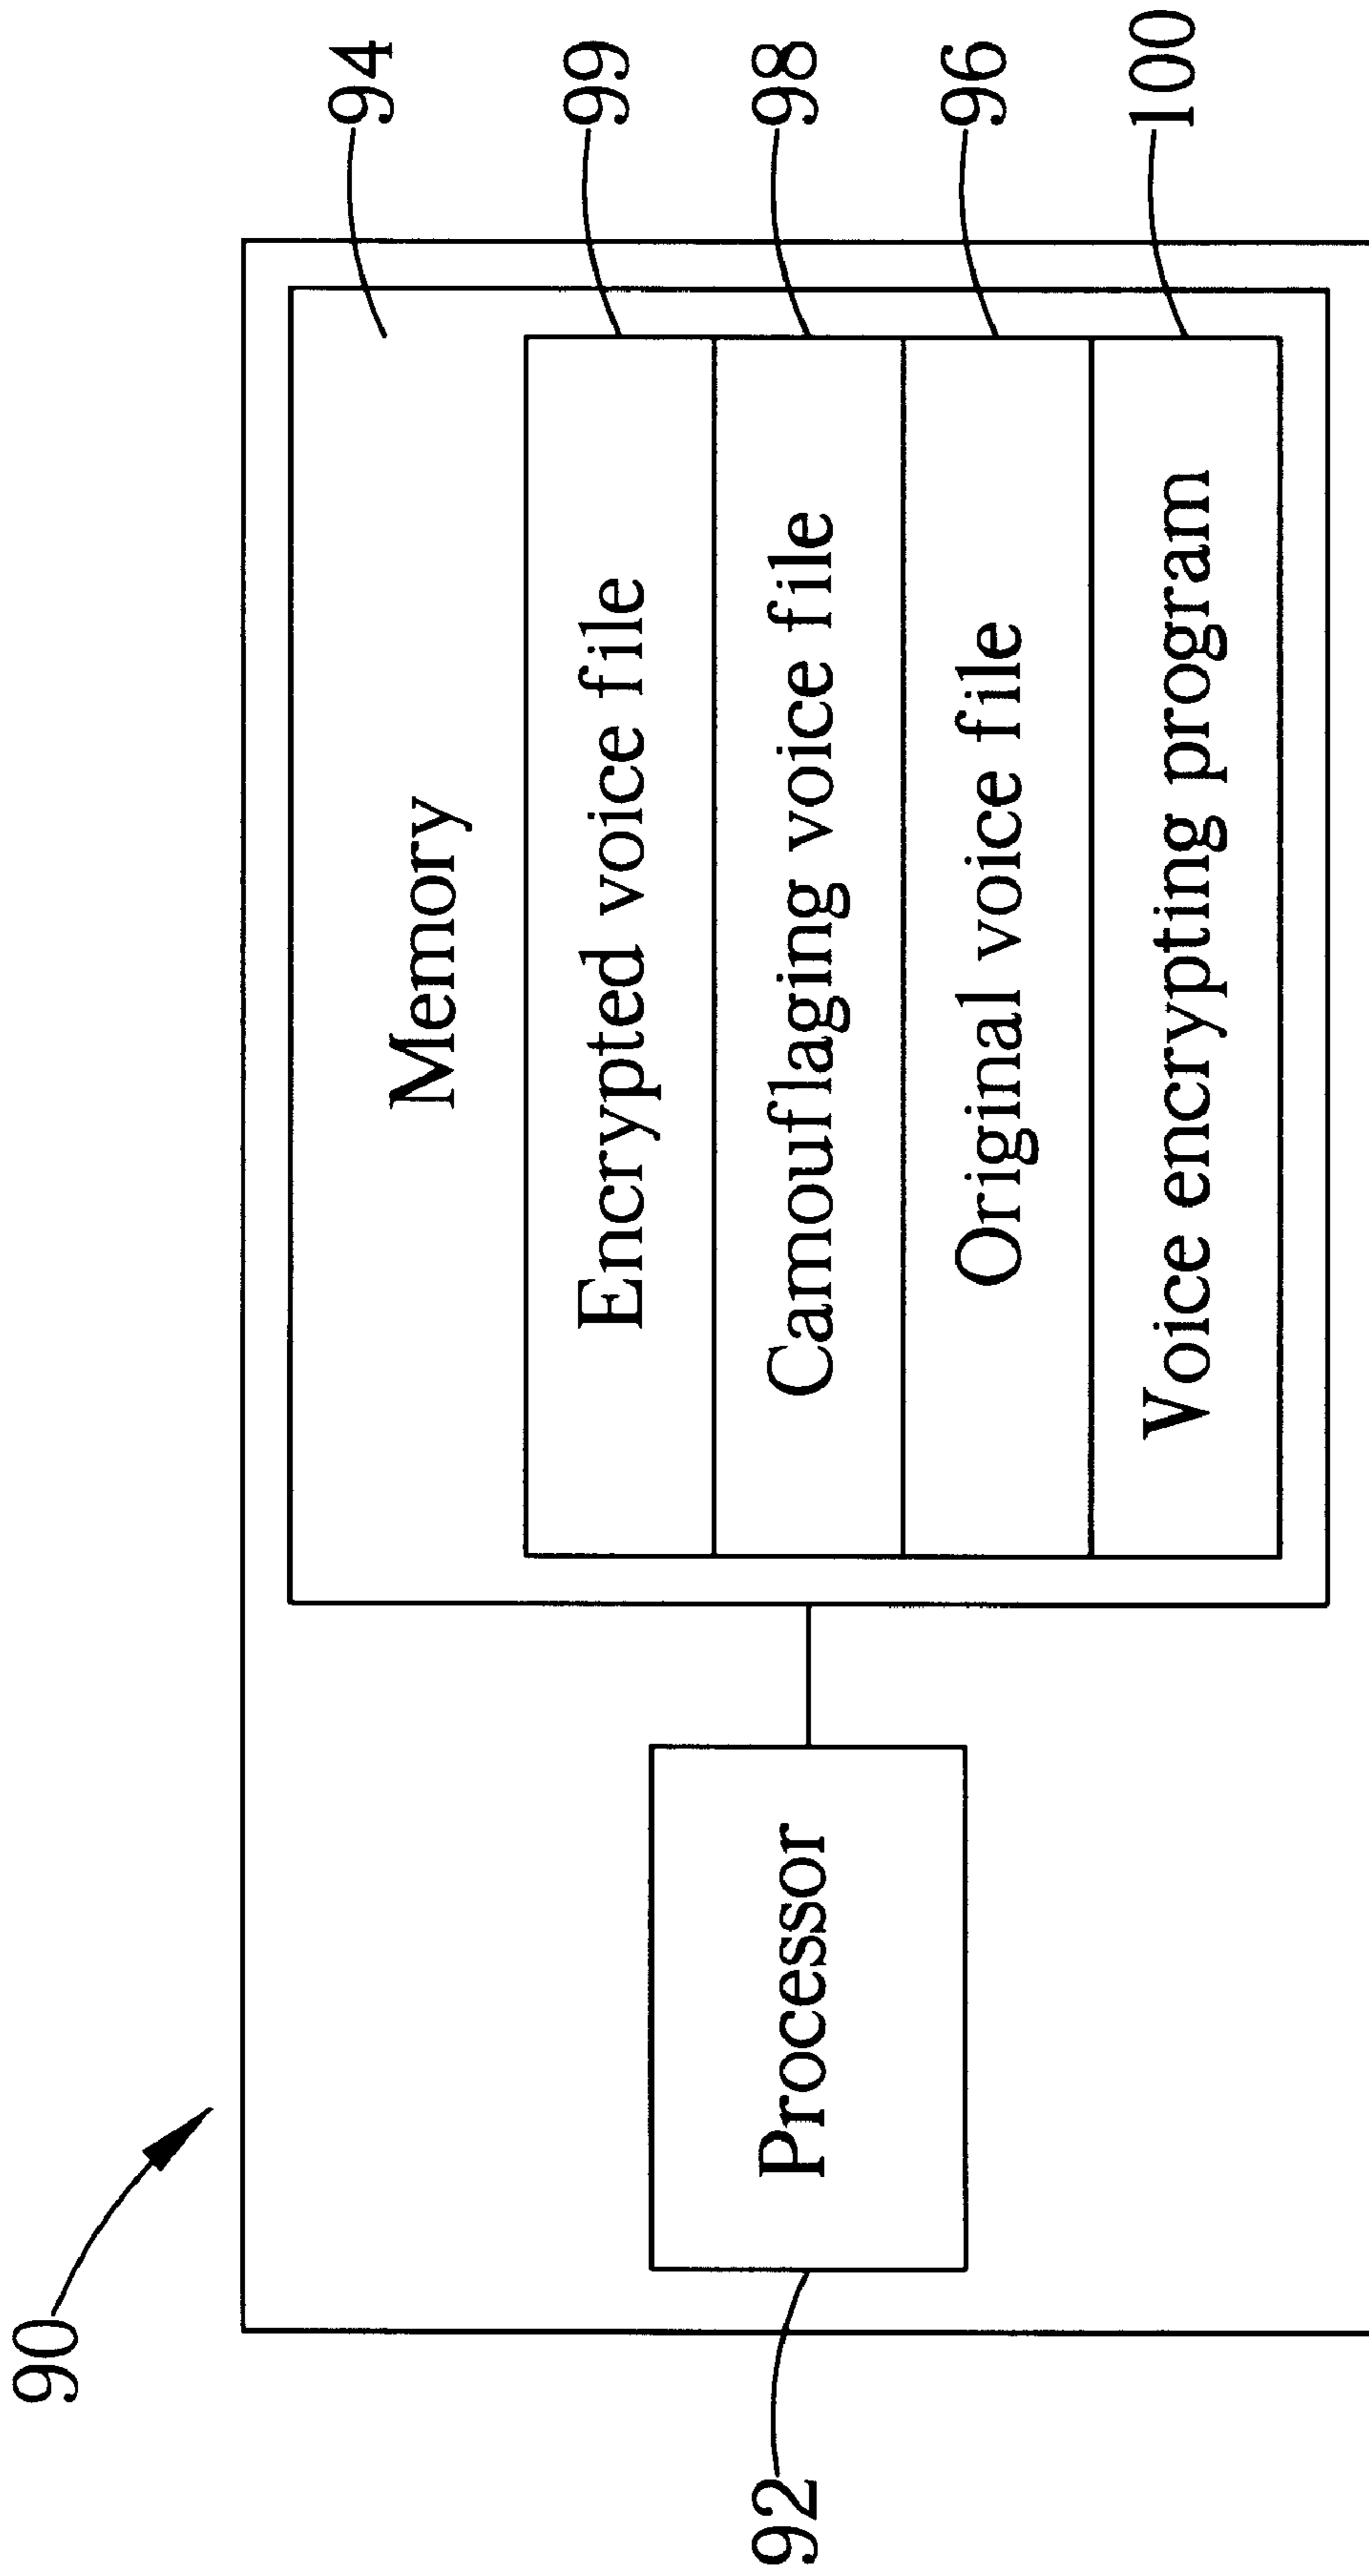 90
94
Memory
Encrypted voice file
99
Camouflaging voice file
98
92
Processor
Original voice file
96
Voice encrypting program
100